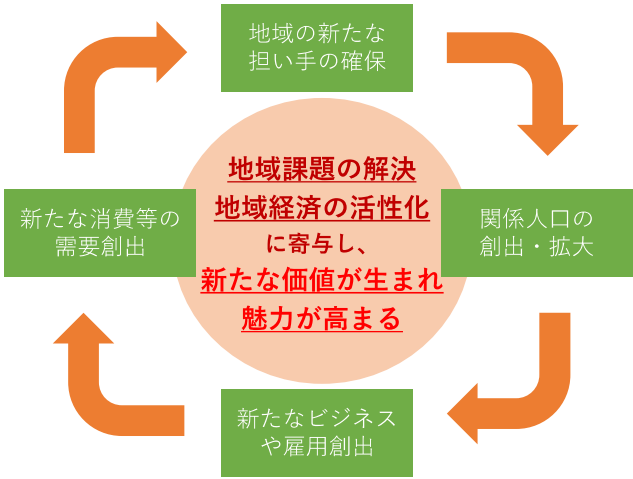 地域の新たな
担い手の確保
地域課題の解決
地域経済の活性化
に寄与し、
新たな価値が生まれ
魅力が高まる
新たな消費等の
需要創出
関係人口の
創出・拡大
新たなビジネス
や雇用創出